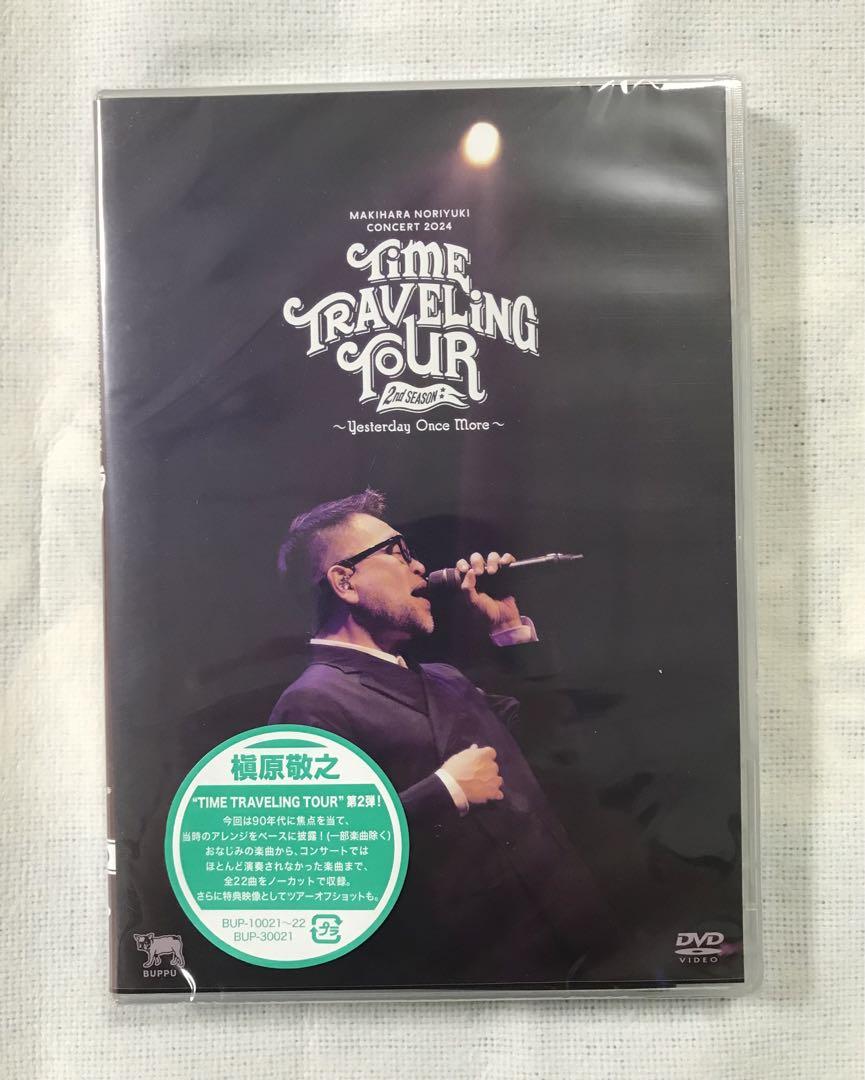 MAKIHARA NORIYUKI
CONCERT 2024
TiME
TRAVELiNG
TOUR
2nd SEASON
～Yesterday Once More～
槇原敬之
"TIME TRAVELING TOUR" 第2弾！
今回は90年代に焦点を当て、
当時のアレンジをベースに披露！(一部楽曲除く)
おなじみの楽曲から、コンサートでは
ほとんど演奏されなかった楽曲まで、
全22曲をノーカットで収録。
さらに特典映像としてツアーオフショットも。
BUP-10021～22
BUP-30021
プラ
BUPPU
DVD
VIDEO